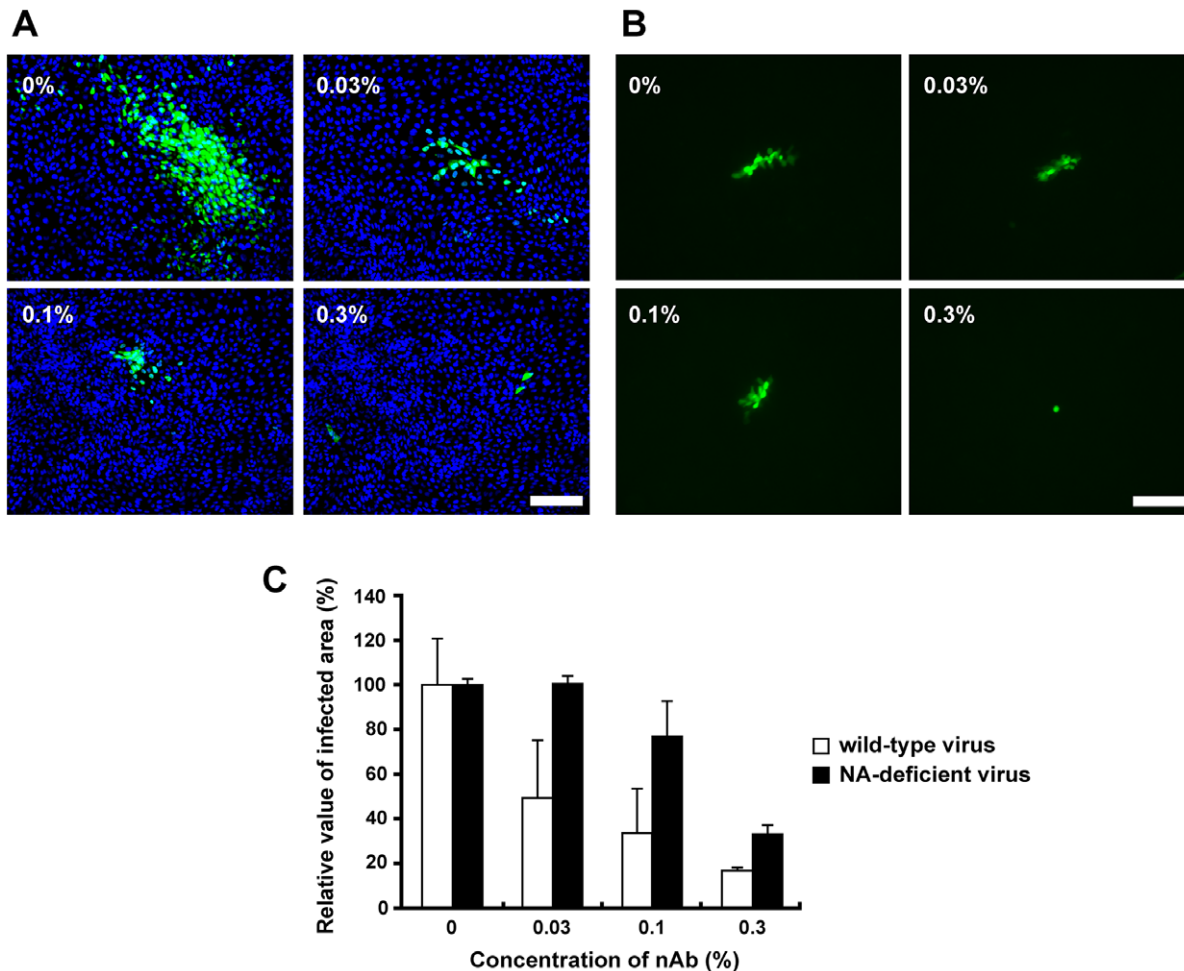 A
B
0%
0.03%
0%
0.03%
0.1%
0.3%
0.1%
0.3%
C
Relative value of infected area (%)
140
120
100
80
60
40
20
0
0
0.03
0.1
0.3
Concentration of nAb (%)
wild-type virus
NA-deficient virus